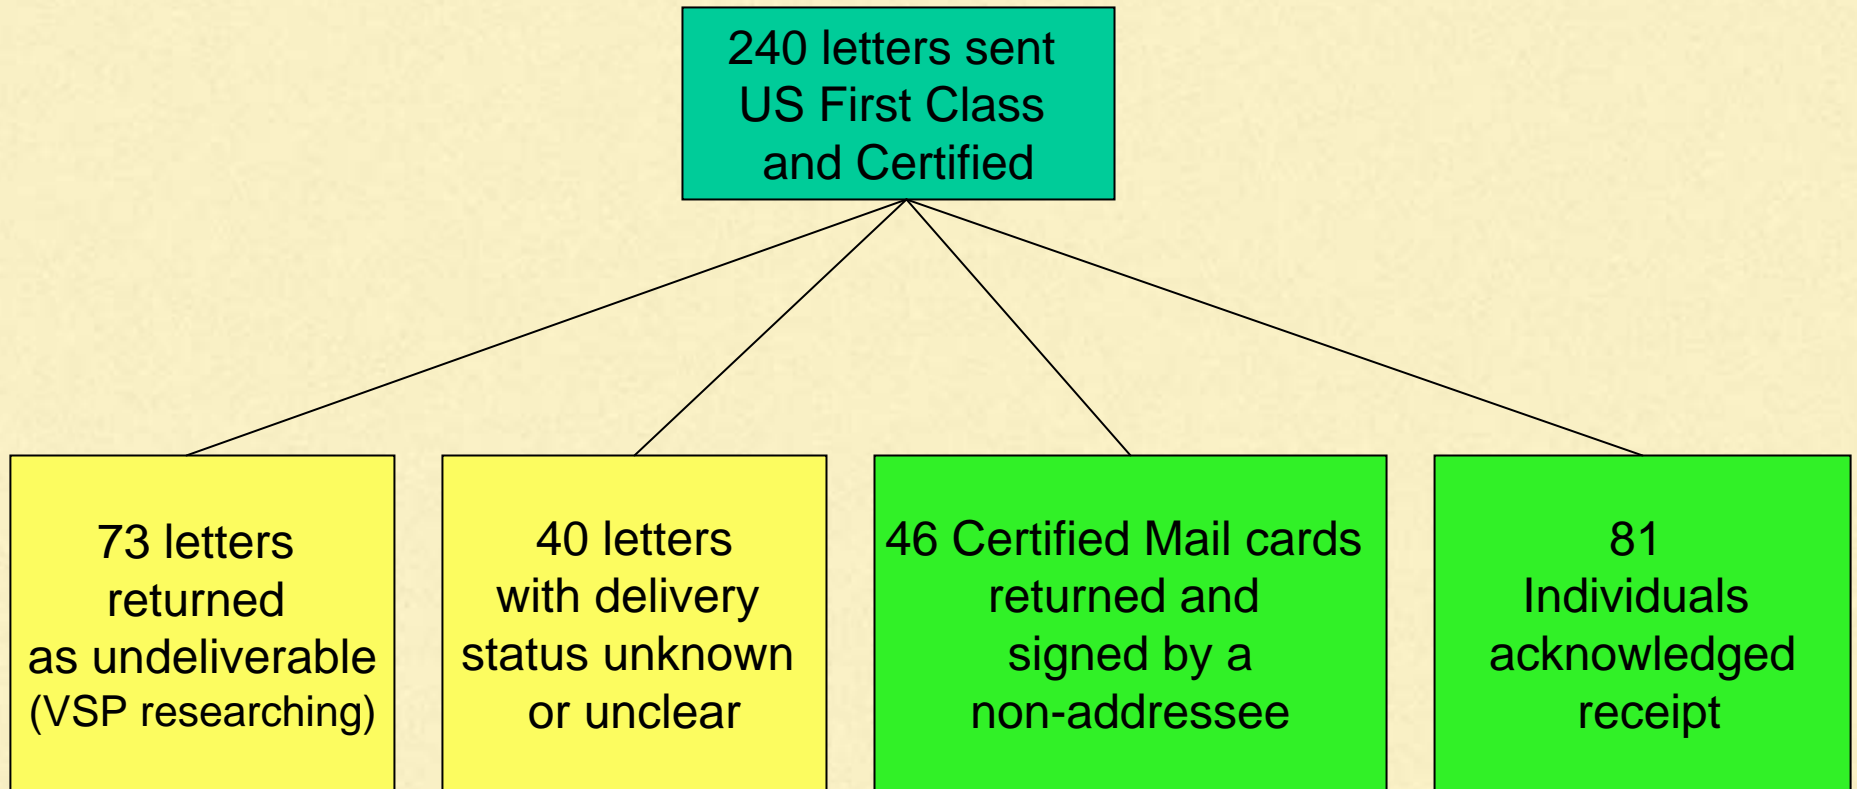 240 letters sent
US First Class
and Certified
73 letters
returned
as undeliverable
(VSP researching)
40 letters
with delivery
status unknown
or unclear
46 Certified Mail cards
returned and
signed by a
non-addressee
81
Individuals
acknowledged
receipt